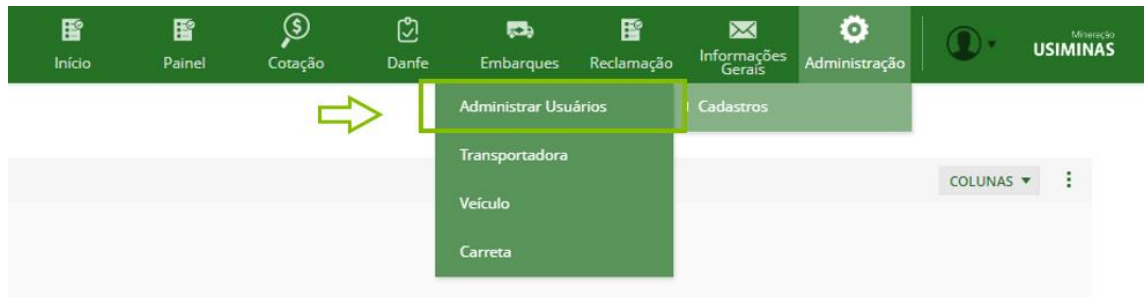 Início
Painel
Cotação
Danfe
Embarques
Reclamação
Informações
Gerais
Administração
Mineração
USIMINAS
Administrar Usuários
Cadastros
Transportadora
COLUNAS
Veículo
Carreta